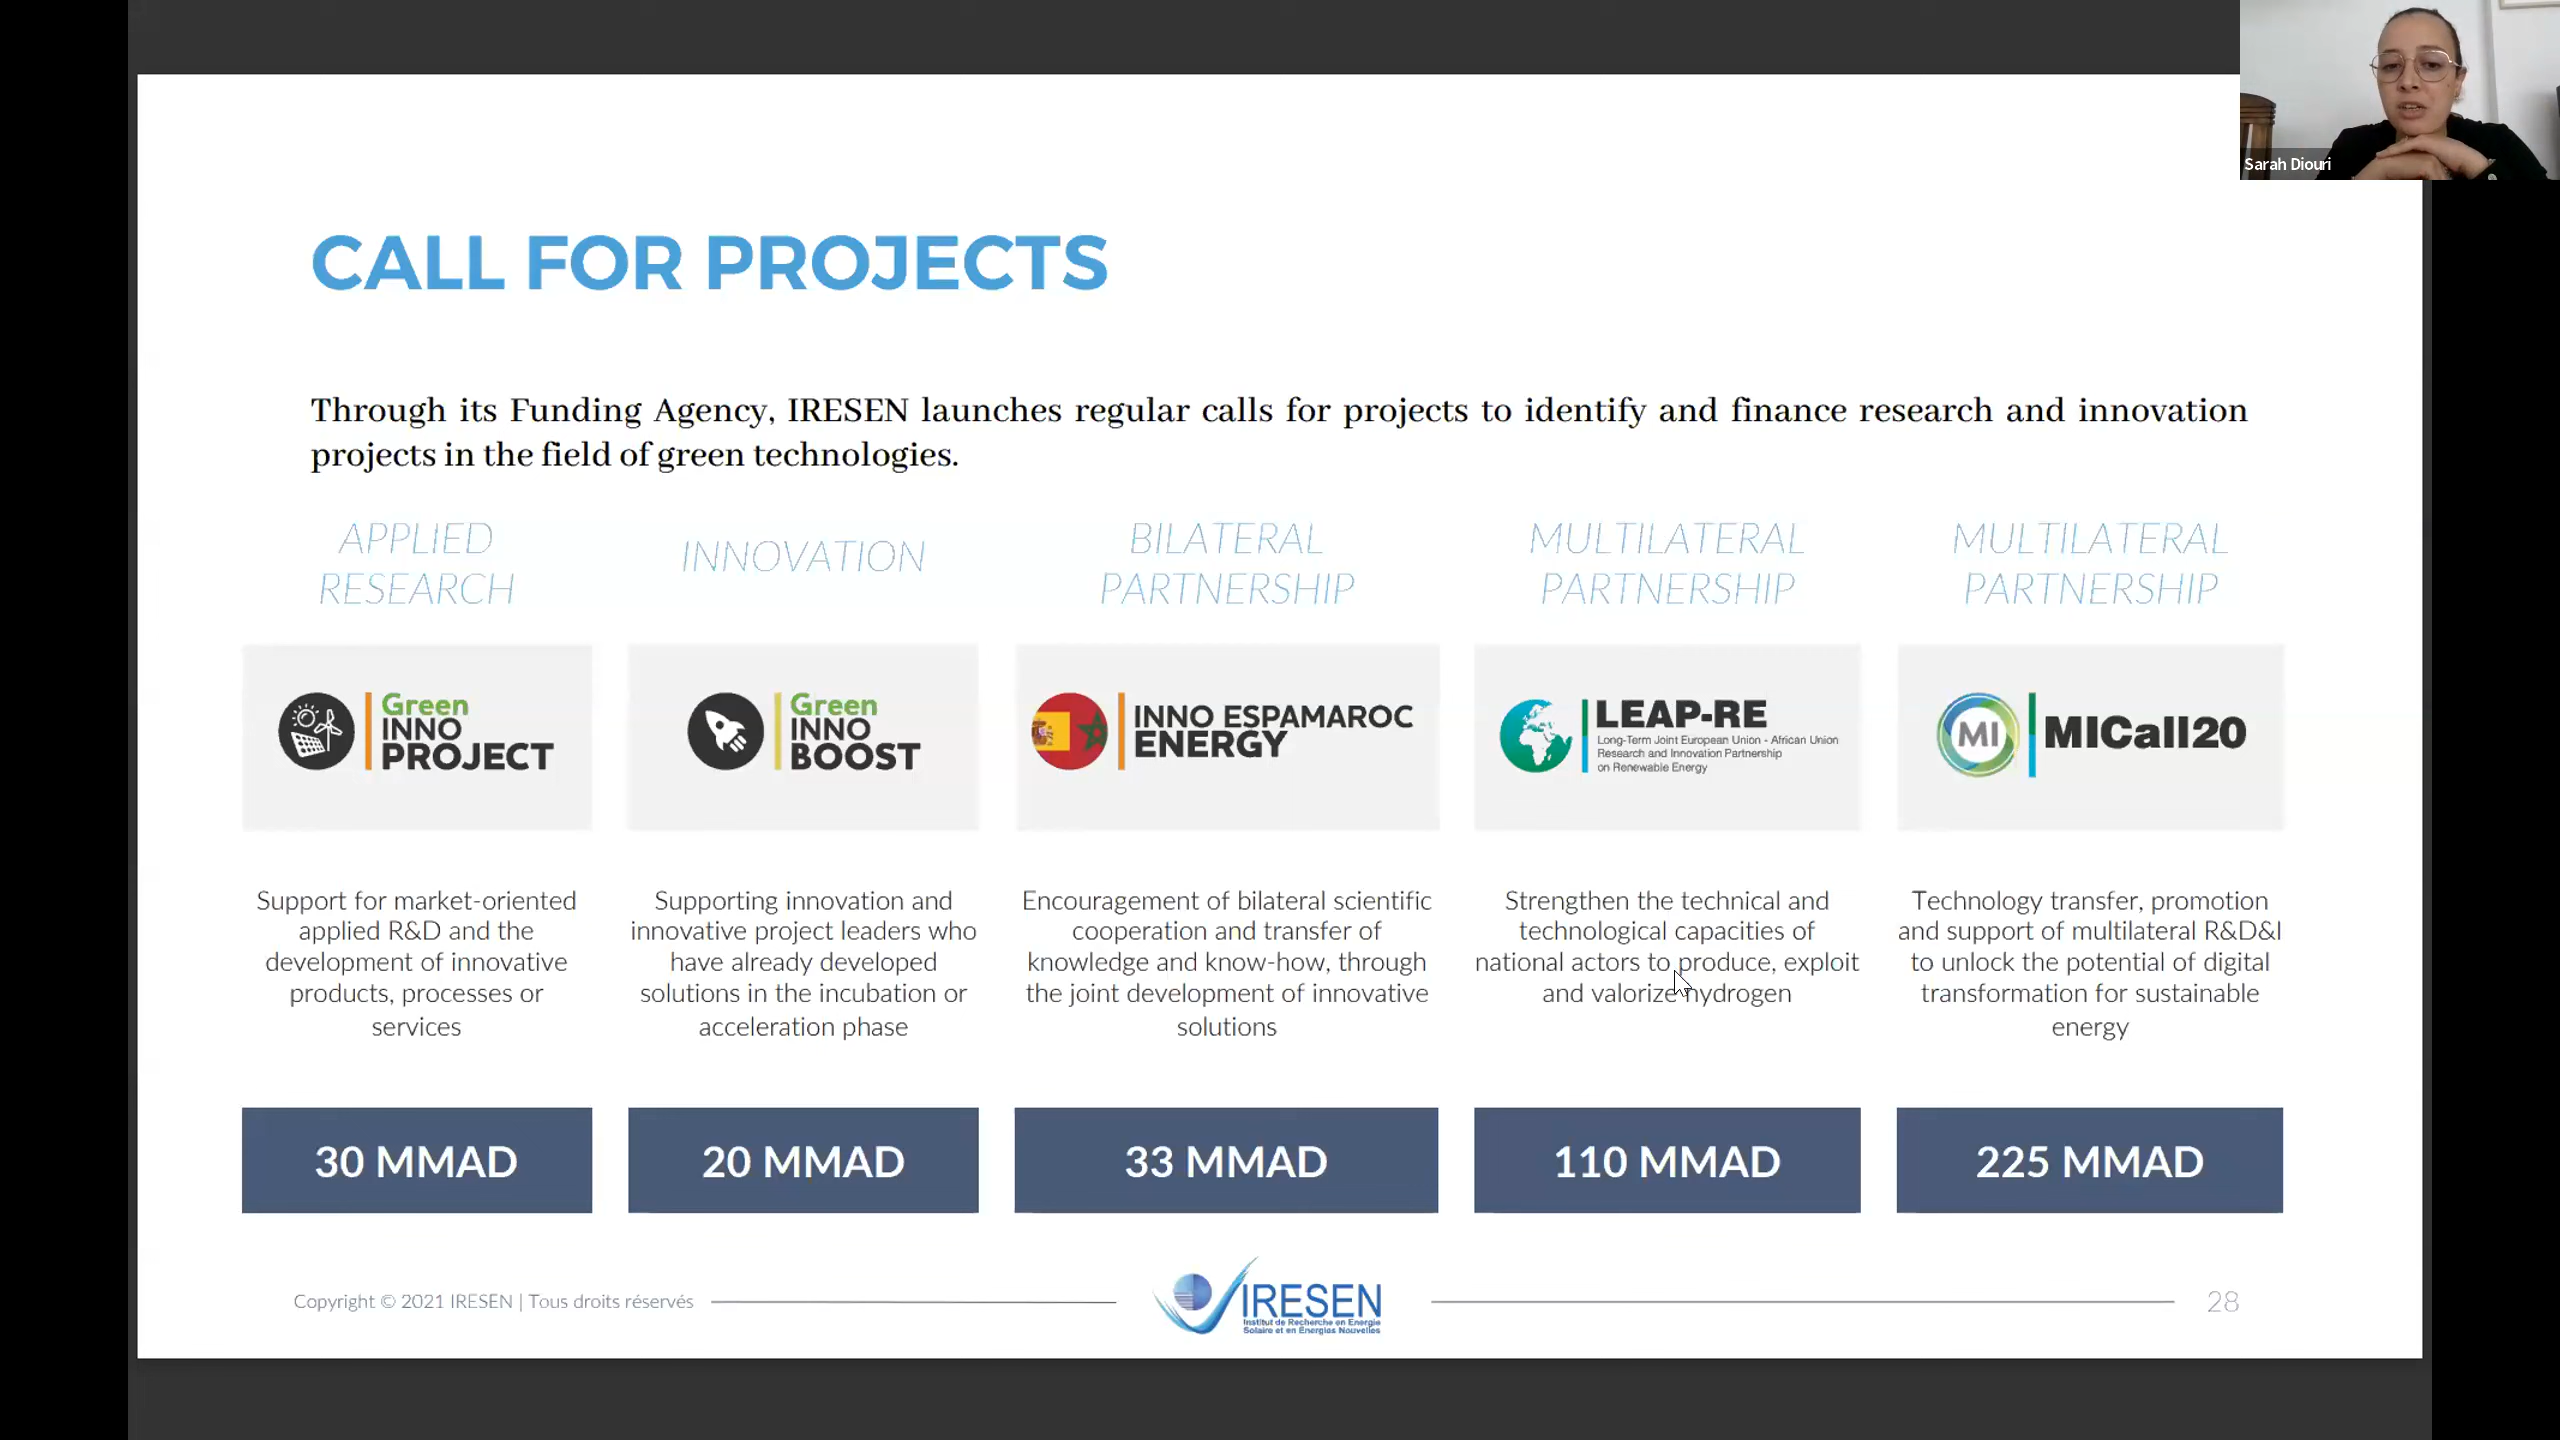 Sarah Diouri
CALL FOR PROJECTS
Through its Funding Agency, IRESEN launches regular calls for projects to identify and finance research and innovation
projects in the field of green technologies.
APPLIED
RESEARCH
Green
INNO
PROJECT
Support for market-oriented
applied R&D and the
development of innovative
products, processes or
services
30 MMAD
INNOVATION
Green
INNO
BOOST
Supporting innovation and
innovative project leaders who
have already developed
solutions in the incubation or
acceleration phase
20 MMAD
BILATERAL
PARTNERSHIP
INNO ESPAMAROC
ENERGY
Encouragement of bilateral scientific
cooperation and transfer of
knowledge and know-how, through
the joint development of innovative
solutions
33 MMAD
MULTILATERAL
PARTNERSHIP
LEAP-RE
Long-Term Joint European Union - African Union
Research and Innovation Partnership
on Renewable Energy
Strengthen the technical and
technological capacities of
national actors to produce, exploit
and valorize hydrogen
110 MMAD
MULTILATERAL
PARTNERSHIP
MI
MICall20
Technology transfer, promotion
and support of multilateral R&D&I
to unlock the potential of digital
transformation for sustainable
energy
225 MMAD
Copyright © 2021 IRESEN | Tous droits réservés
IRESEN
Institut de Recherche en Energie
Solaire et en Énergies Nouvelles
28